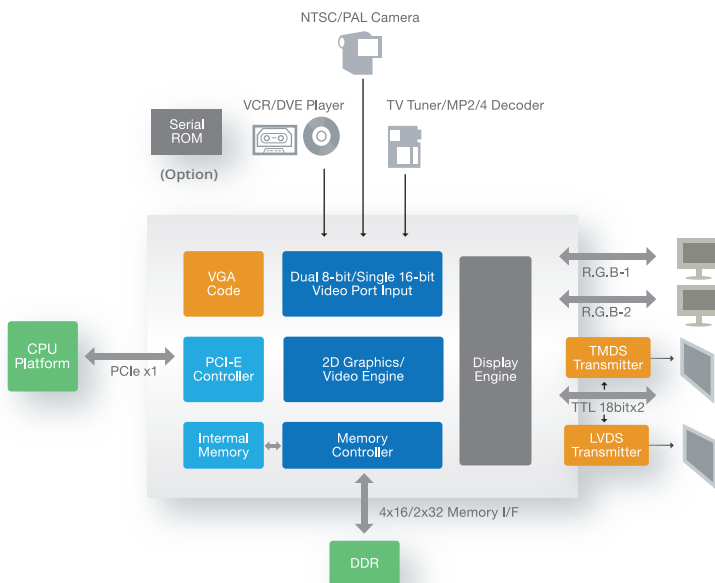 NTSC/PAL Camera
VCR/DVE Player
TV Tuner/MP2/4 Decoder
Serial
ROM
(Option)
VGA
Code
Dual 8-bit/Single 16-bit
Video Port Input
R.G.B-1
R.G.B-2
CPU
Platform
PCIe x1
PCI-E
Controller
2D Graphics/
Video Engine
Display
Engine
TMDS
Transmitter
TTL 18bitx2
Internal
Memory
Memory
Controller
LVDS
Transmitter
4x16/2x32 Memory I/F
DDR